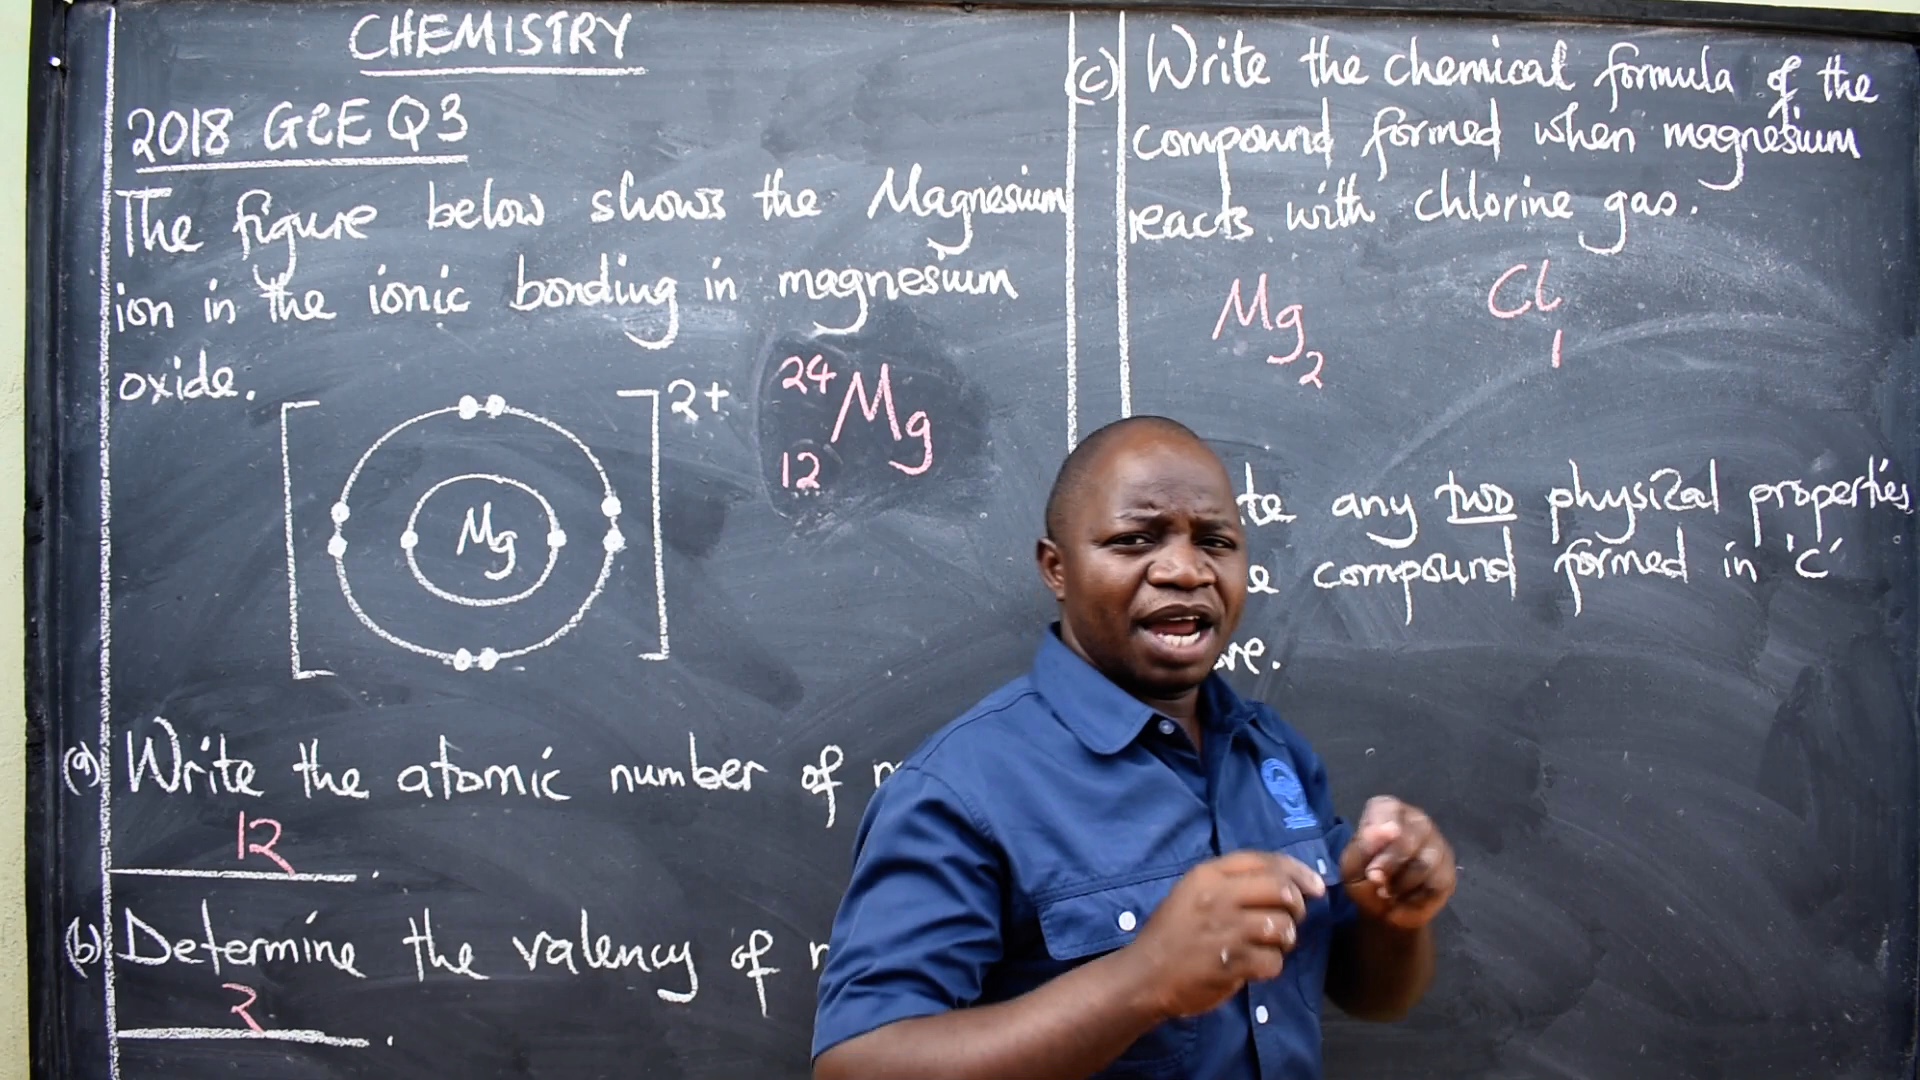 CHEMISTRY
2018 GCE Q3
The figure below shows the Magnesium
ion in the ionic bonding in magnesium
oxide.
2+
Mg
24
Mg
12
(a) Write the atomic number of
12
(b) Determine the valency of
2
(c) Write the chemical formula of the
compound formed when magnesium
reacts with chlorine gas.
Mg Cl
2 1
any two physical properties
compound formed in 'c'